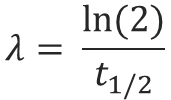 λ = ln(2) / t₁/₂